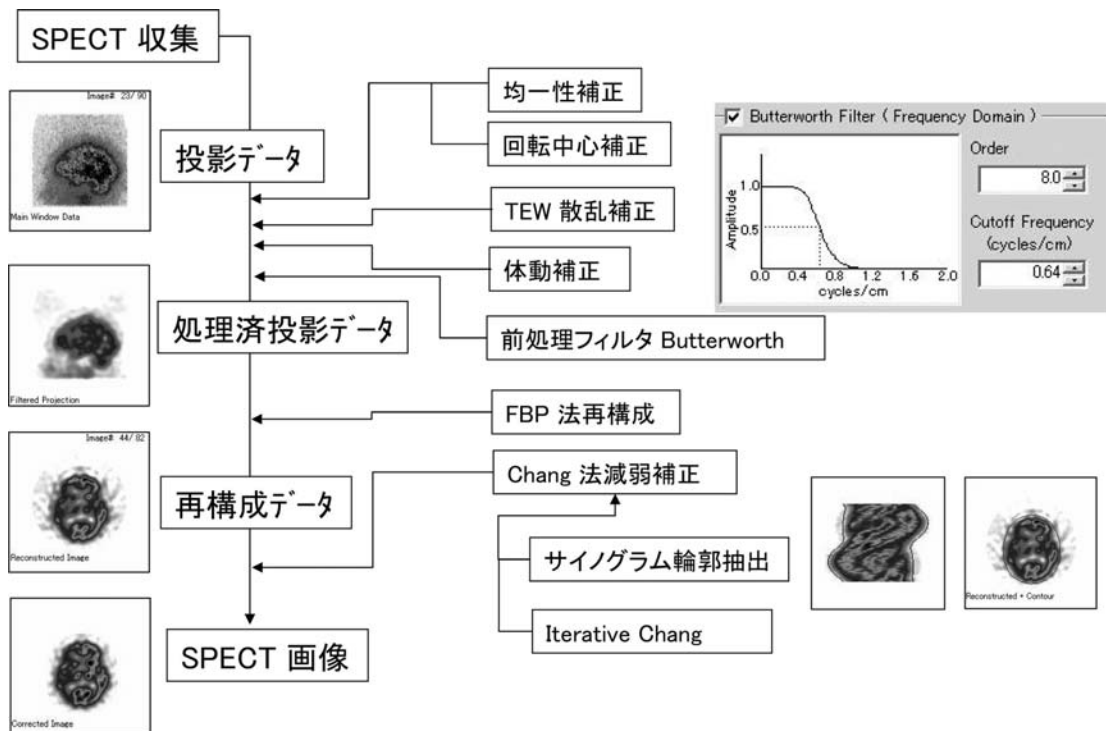 SPECT 収集
Image# 23/90
Main Window Data
投影データ
均一性補正
回転中心補正
TEW 散乱補正
体動補正
Butterworth Filter ( Frequency Domain )
Amplitude
1.0
0.5
0.0 0.4 0.8 1.2 1.6 2.0
cycles/cm
Order
8.0
Cutoff Frequency
(cycles/cm)
0.64
Filtered Projection
処理済投影データ
前処理フィルタ Butterworth
FBP 法再構成
Image# 44/82
Reconstructed Image
再構成データ
Chang 法減弱補正
サイノグラム輪郭抽出
Iterative Chang
Reconstructed + Contour
Corrected Image
SPECT 画像